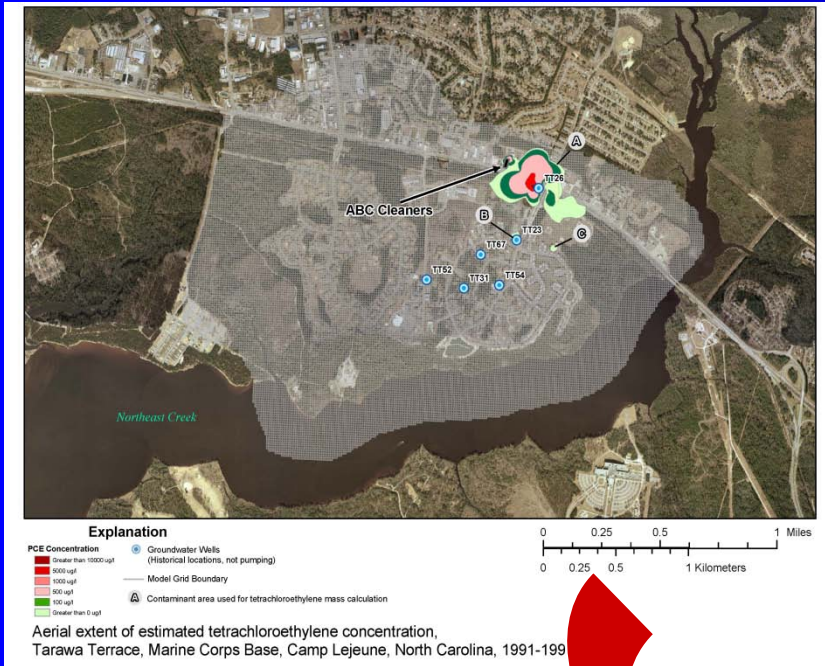 A
TT26
ABC Cleaners
B
TT23
C
TT67
TT52
TT31
TT54
Northeast Creek
Explanation
PCE Concentration
Greater than 10000 ug/l
5000 ug/l
1000 ug/l
500 ug/l
100 ug/l
Greater than 0 ug/l
Groundwater Wells
(Historical locations, not pumping)
Model Grid Boundary
A Contaminant area used for tetrachloroethylene mass calculation
0 0.25 0.5 1 Miles
0 0.25 0.5 1 Kilometers
Aerial extent of estimated tetrachloroethylene concentration,
Tarawa Terrace, Marine Corps Base, Camp Lejeune, North Carolina, 1991-199